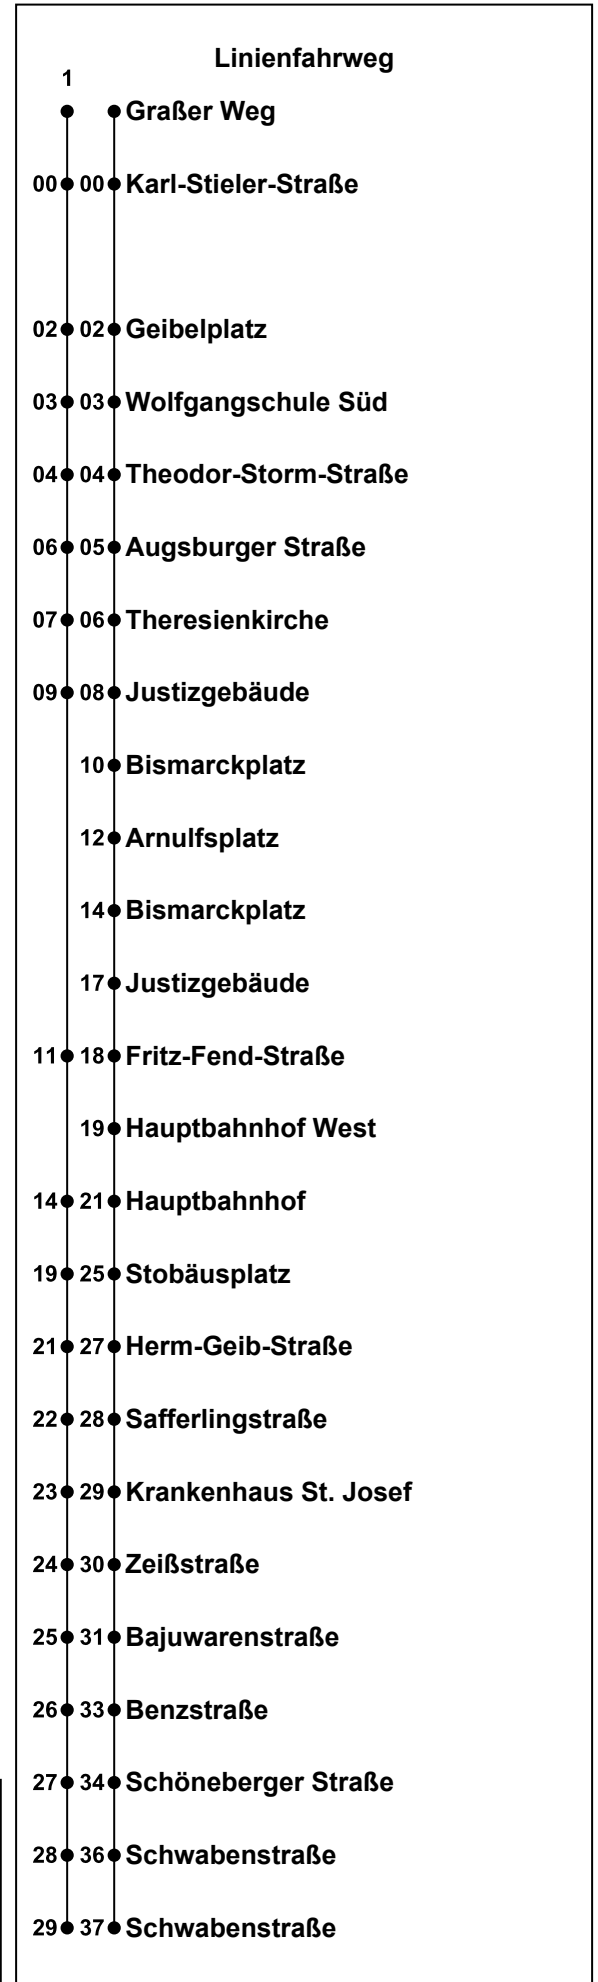 Linienfahrweg
1
Graßer Weg
00 00 Karl-Stieler-Straße
02 02 Geibelplatz
03 03 Wolfgangschule Süd
04 04 Theodor-Storm-Straße
06 05 Augsburger Straße
07 06 Theresienkirche
09 08 Justizgebäude
10 Bismarckplatz
12 Arnulfsplatz
14 Bismarckplatz
17 Justizgebäude
11 18 Fritz-Fend-Straße
19 Hauptbahnhof West
14 21 Hauptbahnhof
19 25 Stobäusplatz
21 27 Herm-Geib-Straße
22 28 Safferlingstraße
23 29 Krankenhaus St. Josef
24 30 Zeißstraße
25 31 Bajuwarenstraße
26 33 Benzstraße
27 34 Schöneberger Straße
28 36 Schwabenstraße
29 37 Schwabenstraße